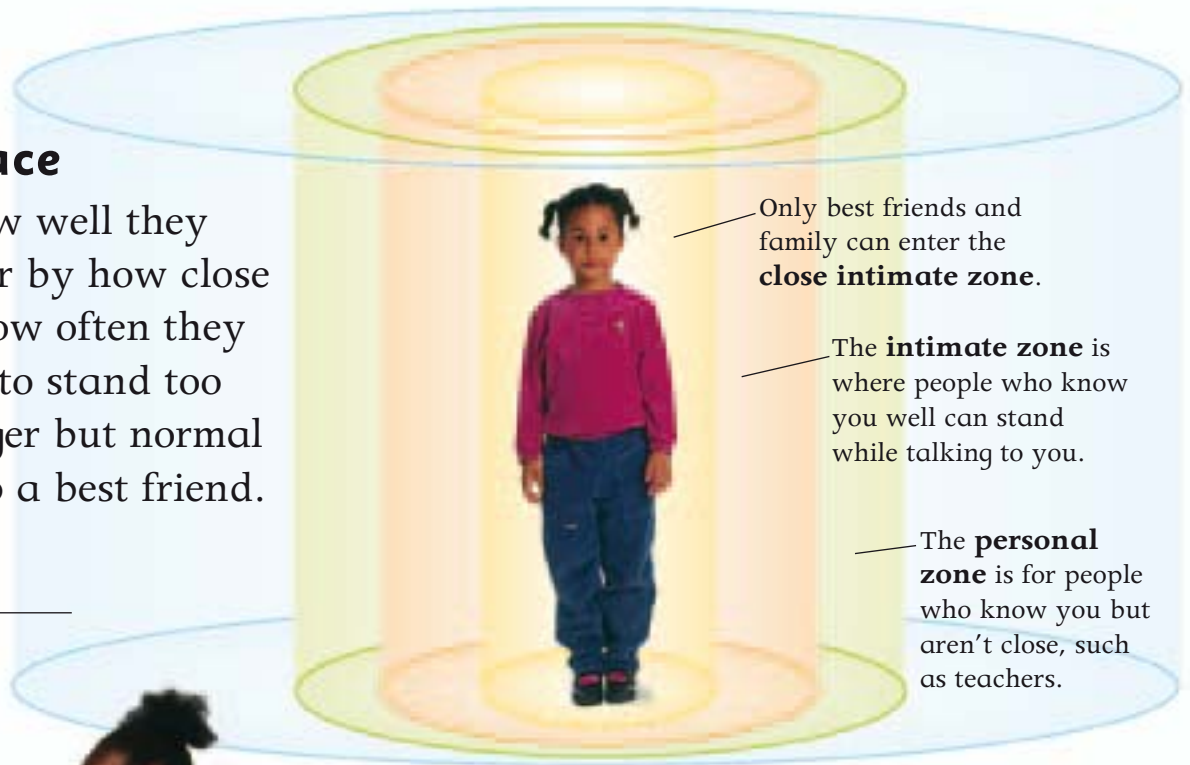 w well they
r by how close
ow often they
to stand too
ger but normal
a best friend.
Only best friends and
family can enter the
close intimate zone.
The intimate zone is
where people who know
you well can stand
while talking to you.
The personal
zone is for people
who know you but
aren't close, such
as teachers.